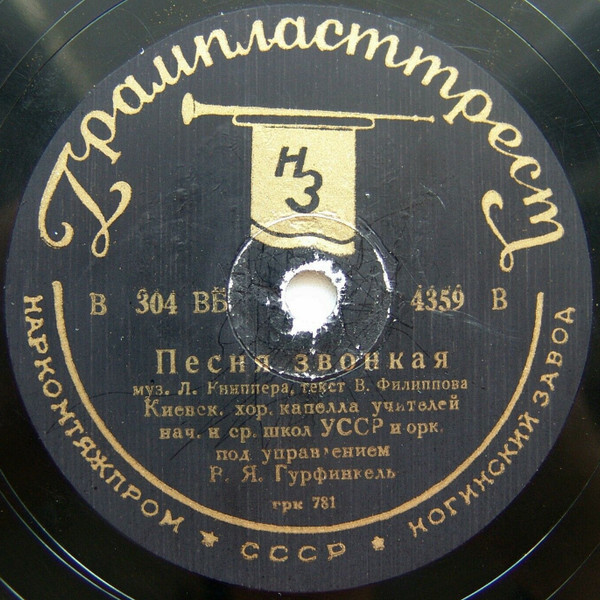 Грампласттрест
НЗ
В 304 ВБ 4359 В
Песня звонкая
муз. Л. Книппера, текст В. Филиппова
Киевск. хор. капелла учителей
нач. и ср. школ УССР и орк.
под управлением
В. Я. Гурфинкель
грк 781
НАРКОМТЯЖПРОМ ★ СССР ★ НОГИНСКИЙ ЗАВОД